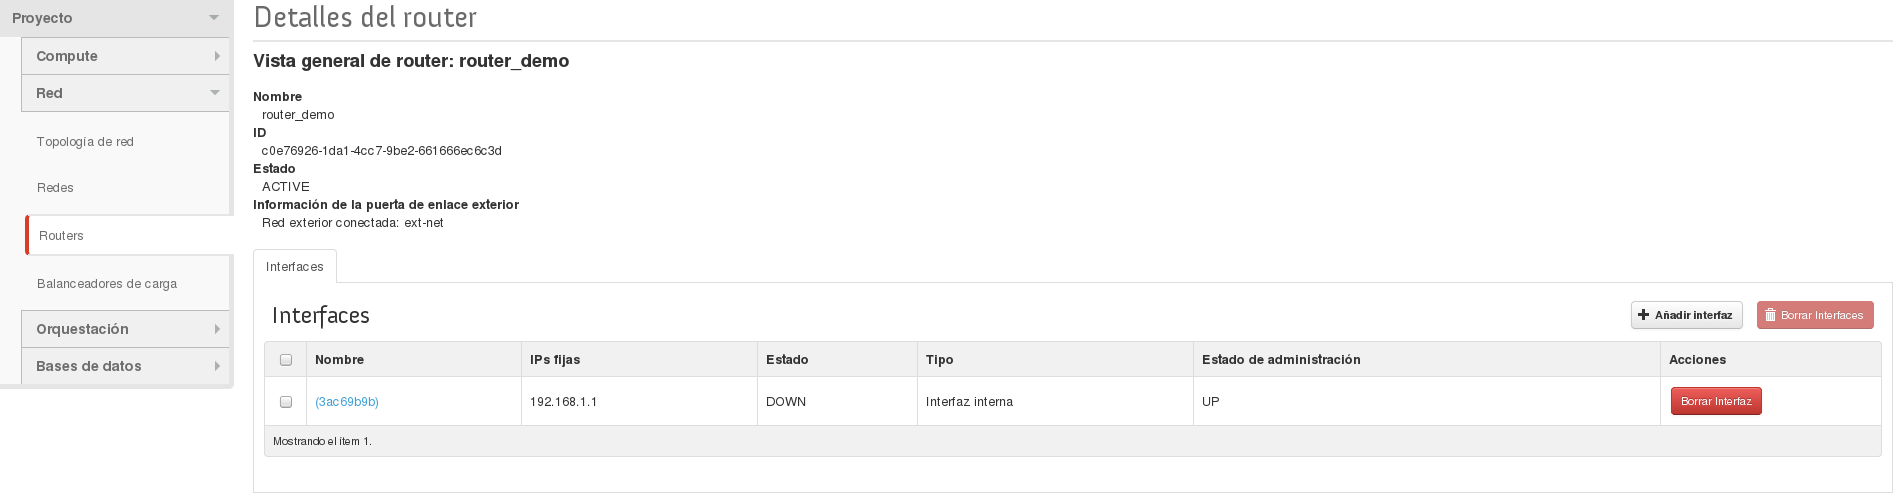 Proyecto
Compute
Red
Topología de red
Redes
Routers
Balanceadores de carga
Orquestación
Bases de datos
Detalles del router
Vista general de router: router_demo
Nombre
router_demo
ID
c0e76926-1da1-4cc7-9be2-661666ec6c3d
Estado
ACTIVE
Información de la puerta de enlace exterior
Red exterior conectada: ext-net
Interfaces
Interfaces
Añadir interfaz Borrar Interfaces
Nombre IPs fijas Estado Tipo Estado de administración Acciones
(3ac69b9b) 192.168.1.1 DOWN Interfaz interna UP Borrar Interfaz
Mostrando el ítem 1.